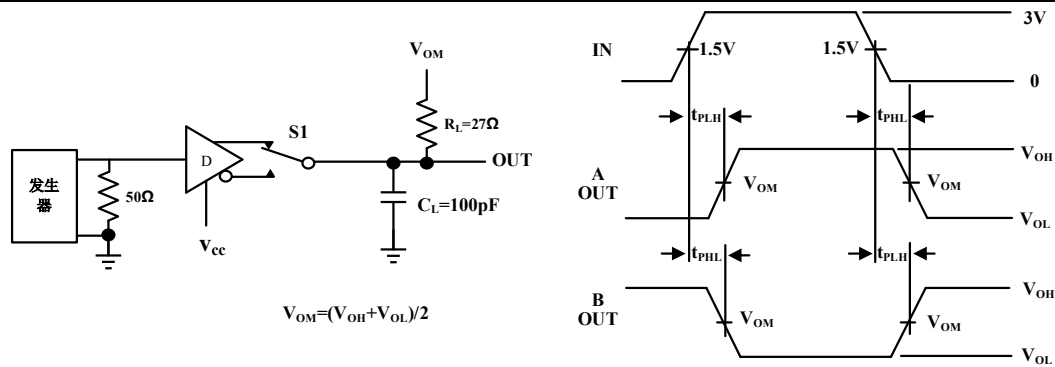 发生
器
50Ω
D
Vcc
S1
V_OM
R_L=27Ω
OUT
C_L=100pF
V_OM=(V_OH+V_OL)/2
IN
1.5V
1.5V
3V
0
t_PLH
t_PHL
A
OUT
V_OM
V_OM
V_OH
V_OL
t_PHL
t_PLH
B
OUT
V_OM
V_OM
V_OH
V_OL